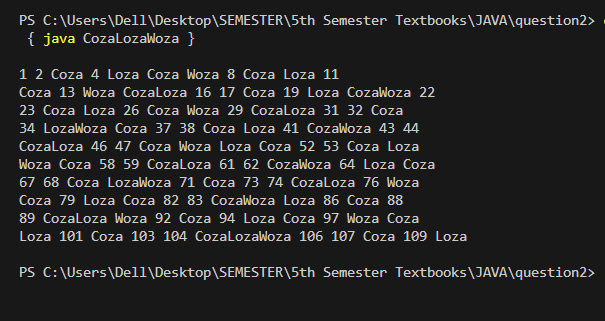 PS C:\Users\Dell\Desktop\SEMESTER\5th Semester Textbooks\JAVA\question2>
{ java CozaLozaWoza }
1 2 Coza 4 Loza Coza Woza 8 Coza Loza 11
Coza 13 Woza CozaLoza 16 17 Coza 19 Loza CozaWoza 22
23 Coza Loza 26 Coza Woza 29 CozaLoza 31 32 Coza
34 LozaWoza Coza 37 38 Coza Loza 41 CozaWoza 43 44
CozaLoza 46 47 Coza Woza Loza Coza 52 53 Coza Loza
Woza Coza 58 59 CozaLoza 61 62 CozaWoza 64 Loza Coza
67 68 Coza LozaWoza 71 Coza 73 74 CozaLoza 76 Woza
Coza 79 Loza Coza 82 83 CozaWoza Loza 86 Coza 88
89 CozaLoza Woza 92 Coza 94 Loza Coza 97 Woza Coza
Loza 101 Coza 103 104 CozaLozaWoza 106 107 Coza 109 Loza
PS C:\Users\Dell\Desktop\SEMESTER\5th Semester Textbooks\JAVA\question2>